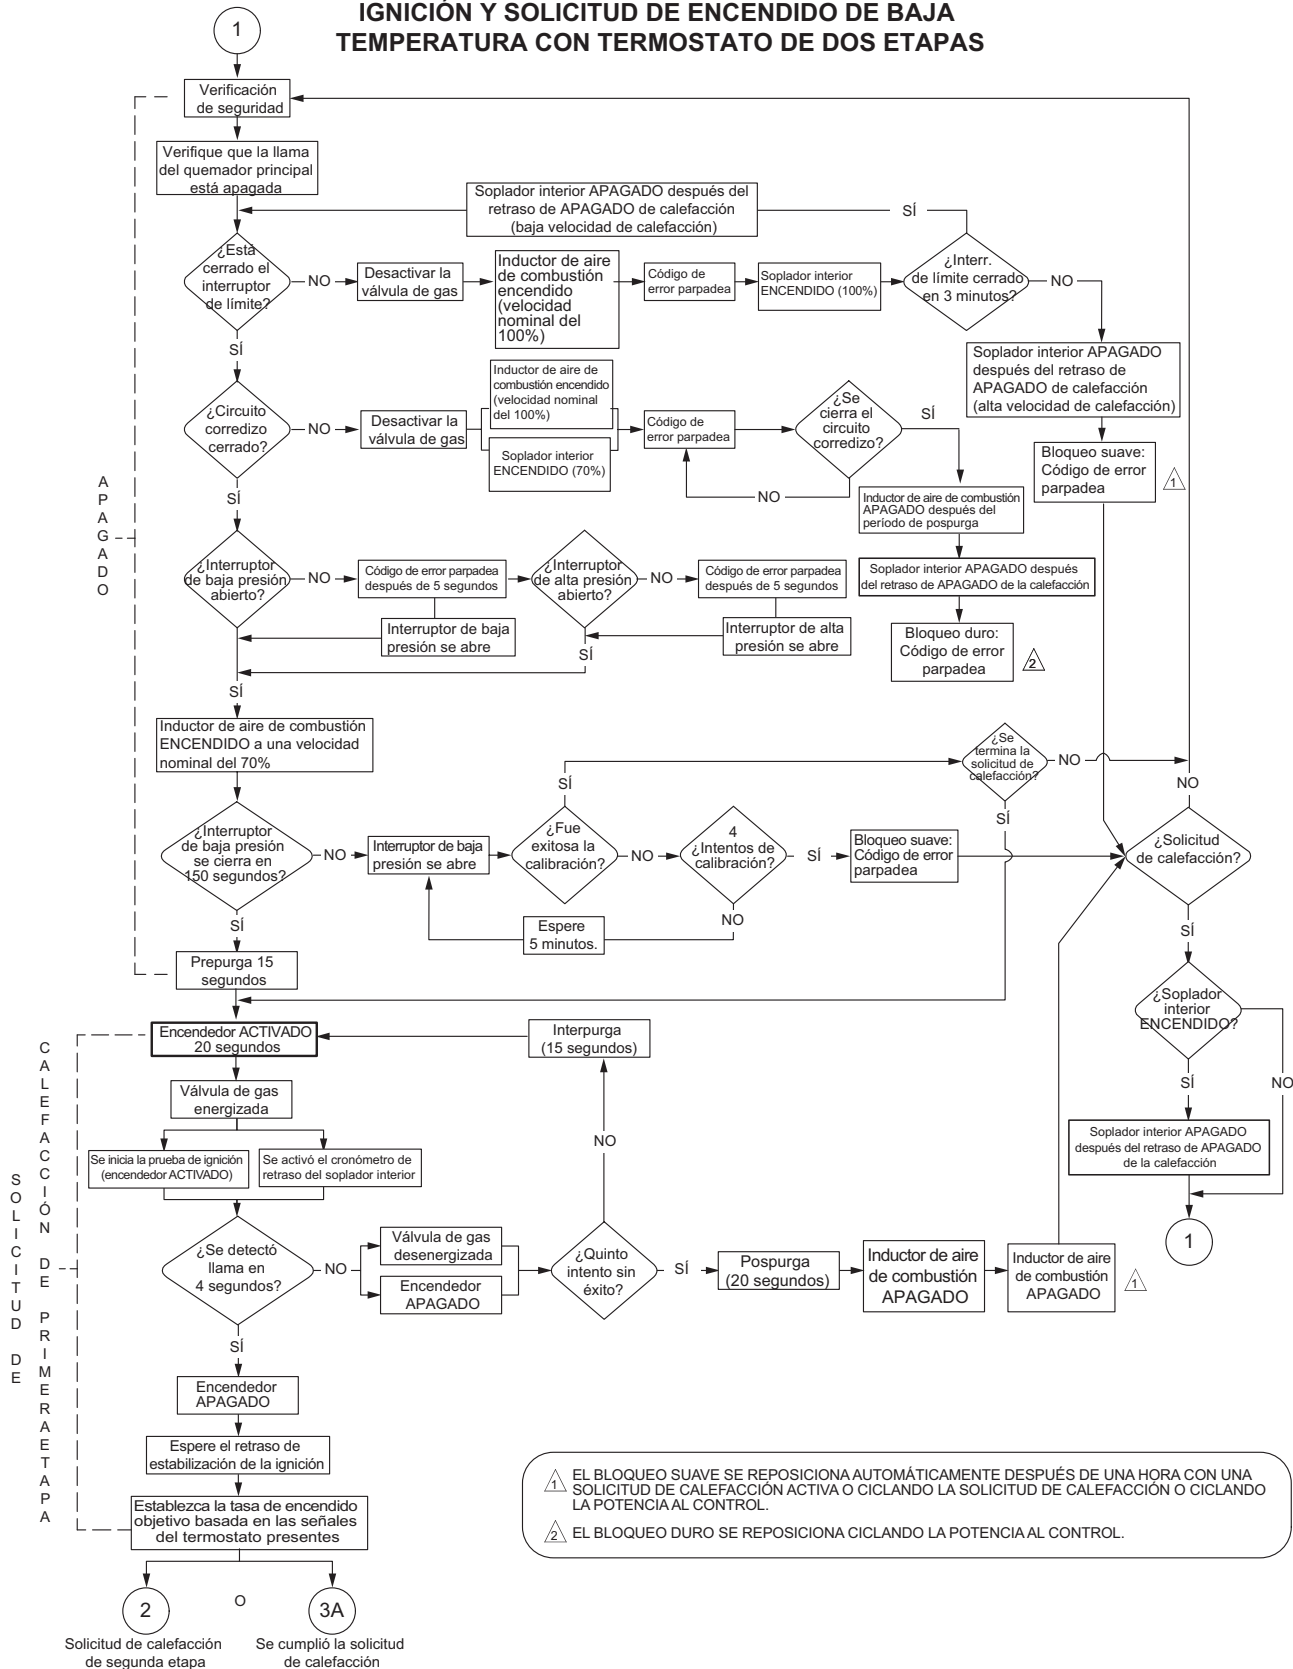 IGNICIÓN Y SOLICITUD DE ENCENDIDO DE BAJA
TEMPERATURA CON TERMOSTATO DE DOS ETAPAS
1
Verificación
de seguridad
Verifique que la llama
del quemador principal
está apagada
Soplador interior APAGADO después del
retraso de APAGADO de calefacción
(baja velocidad de calefacción)
SÍ
¿Está
cerrado el
interruptor
de límite?
NO
Desactivar la
válvula de gas
Inductor de aire
de combustión
encendido
(velocidad
nominal del
100%)
Código de
error parpadea
Soplador interior
ENCENDIDO (100%)
¿Interr.
de límite cerrado
en 3 minutos?
NO
SÍ
Soplador interior APAGADO
después del retraso de
APAGADO de calefacción
(alta velocidad de calefacción)
Bloqueo suave:
Código de error
parpadea
1
¿Circuito
corredizo
cerrado?
NO
Desactivar la
válvula de gas
Inductor de aire de
combustión encendido
(velocidad nominal
del 100%)
Soplador interior
ENCENDIDO (70%)
Código de
error parpadea
¿Se
cierra el
circuito
corredizo?
SÍ
NO
SÍ
Inductor de aire de combustión
APAGADO después del
período de pospurga
Soplador interior APAGADO después
del retraso de APAGADO de la calefacción
Bloqueo duro:
Código de error
parpadea
2
APAGADO
¿Interruptor
de baja presión
abierto?
NO
Código de error parpadea
después de 5 segundos
Interruptor de baja
presión se abre
¿Interruptor
de alta presión
abierto?
NO
Código de error parpadea
después de 5 segundos
Interruptor de alta
presión se abre
SÍ
SÍ
Inductor de aire de combustión
ENCENDIDO a una velocidad
nominal del 70%
¿Se
termina la
solicitud de
calefacción?
NO
NO
SÍ
SÍ
¿Interruptor
de baja presión
se cierra en
150 segundos?
NO
Interruptor de baja
presión se abre
¿Fue
exitosa la
calibración?
NO
4
¿Intentos de
calibración?
SÍ
Bloqueo suave:
Código de error
parpadea
¿Solicitud
de calefacción?
NO
Espere
5 minutos.
SÍ
SÍ
Prepurga 15
segundos
¿Soplador
interior
ENCENDIDO?
SÍ
NO
Soplador interior APAGADO
después del retraso de APAGADO
de la calefacción
1
Encendedor ACTIVADO
20 segundos
Interpurga
(15 segundos)
Válvula de gas
energizada
Se inicia la prueba de ignición
(encendedor ACTIVADO)
Se activó el cronómetro de
retraso del soplador interior
NO
SOLICITUD DE
CALEFACCIÓN DE PRIMERAETAPA
¿Se detectó
llama en
4 segundos?
NO
Válvula de gas
desenergizada
Encendedor
APAGADO
¿Quinto
intento sin
éxito?
SÍ
Pospurga
(20 segundos)
Inductor de aire
de combustión
APAGADO
Inductor de aire
de combustión
APAGADO
1
SÍ
Encendedor
APAGADO
Espere el retraso de
estabilización de la ignición
Establezca la tasa de encendido
objetivo basada en las señales
del termostato presentes
2
O
3A
Solicitud de calefacción
de segunda etapa
Se cumplió la solicitud
de calefacción
1 EL BLOQUEO SUAVE SE REPOSICIONA AUTOMÁTICAMENTE DESPUÉS DE UNA HORA CON UNA
SOLICITUD DE CALEFACCIÓN ACTIVA O CICLANDO LA SOLICITUD DE CALEFACCIÓN O CICLANDO
LA POTENCIA AL CONTROL.
2 EL BLOQUEO DURO SE REPOSICIONA CICLANDO LA POTENCIA AL CONTROL.